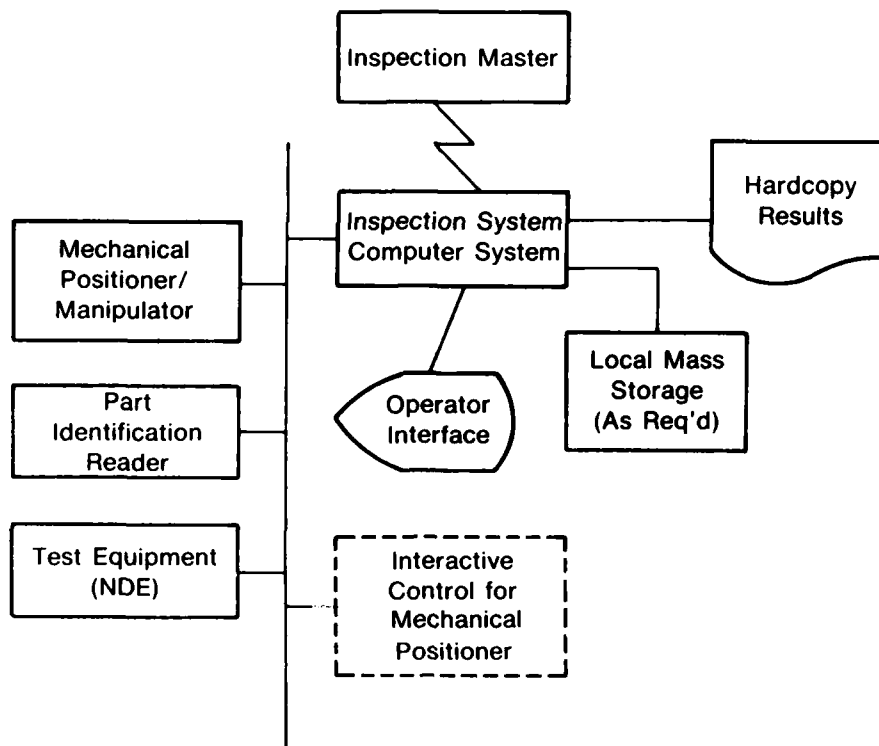 Inspection Master
Inspection System
Computer System
Hardcopy
Results
Mechanical
Positioner/
Manipulator
Local Mass
Storage
(As Req'd)
Operator
Interface
Part
Identification
Reader
Test Equipment
(NDE)
Interactive
Control for
Mechanical
Positioner